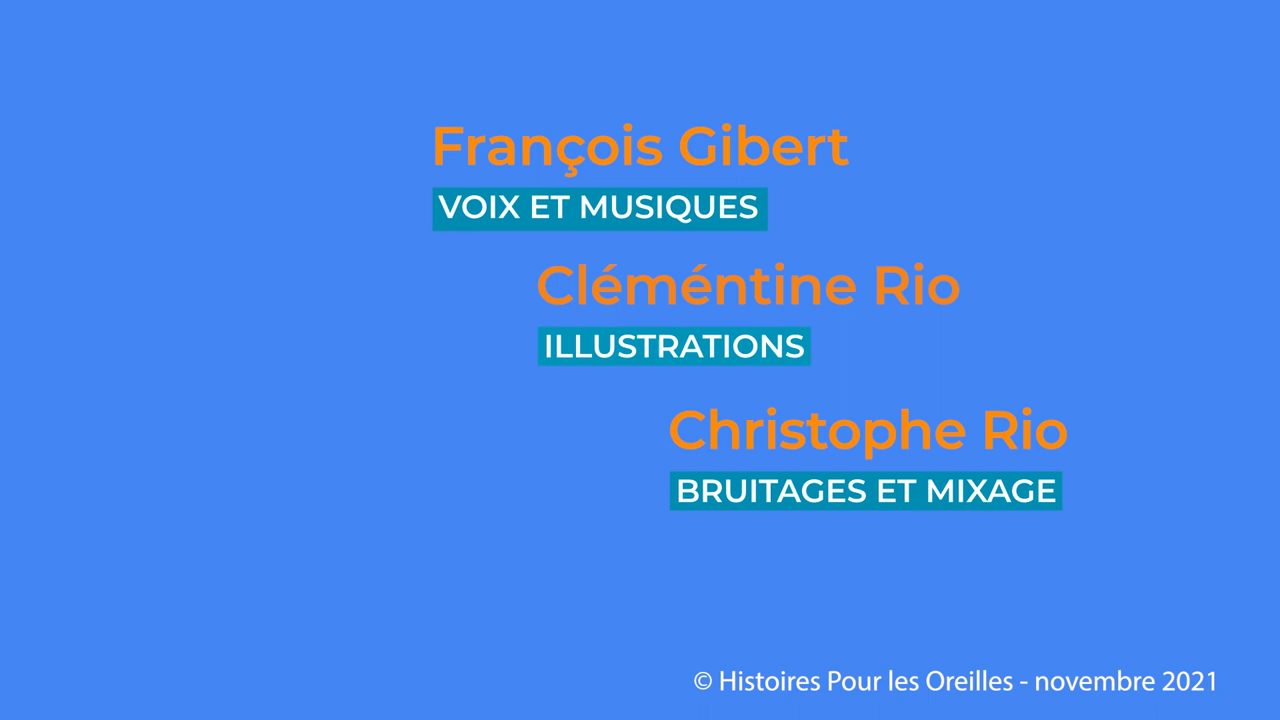 François Gibert
VOIX ET MUSIQUES
Cléméntine Rio
ILLUSTRATIONS
Christophe Rio
BRUITAGES ET MIXAGE
© Histoires Pour les Oreilles - novembre 2021